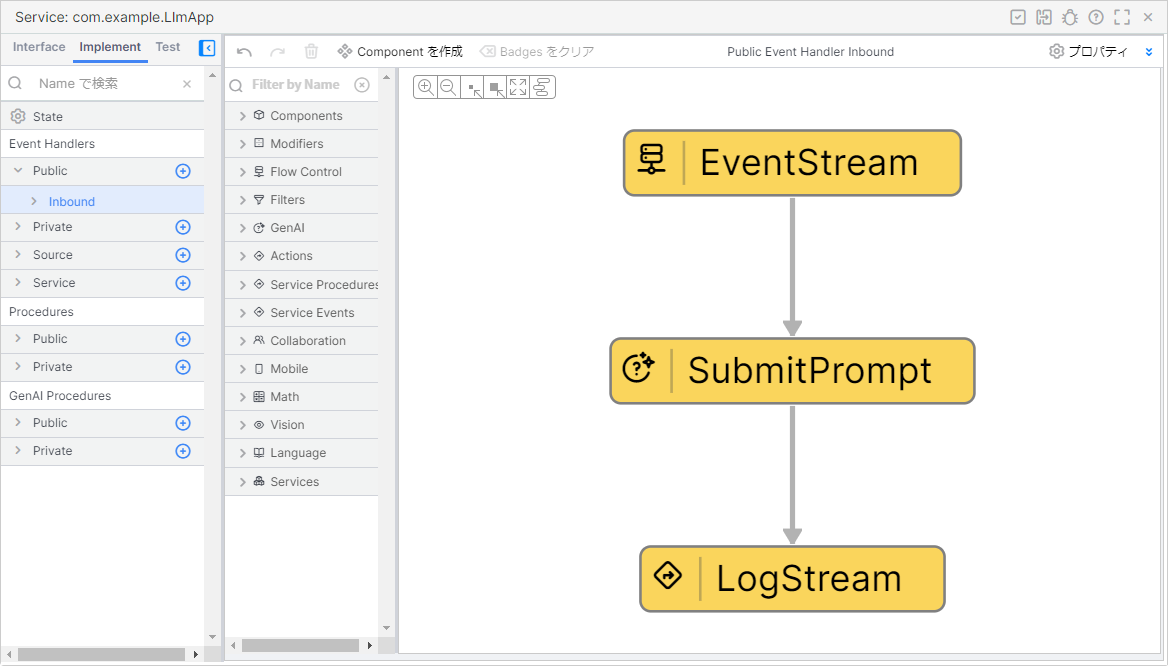 Service: com.example.LlmApp
Interface Implement Test
Name で検索
State
Event Handlers
Public
Inbound
Private
Source
Service
Procedures
Public
Private
GenAI Procedures
Public
Private
Component を作成 Badges をクリア Public Event Handler Inbound プロパティ
Filter by Name
Components
Modifiers
Flow Control
Filters
GenAI
Actions
Service Procedures
Service Events
Collaboration
Mobile
Math
Vision
Language
Services
EventStream
SubmitPrompt
LogStream